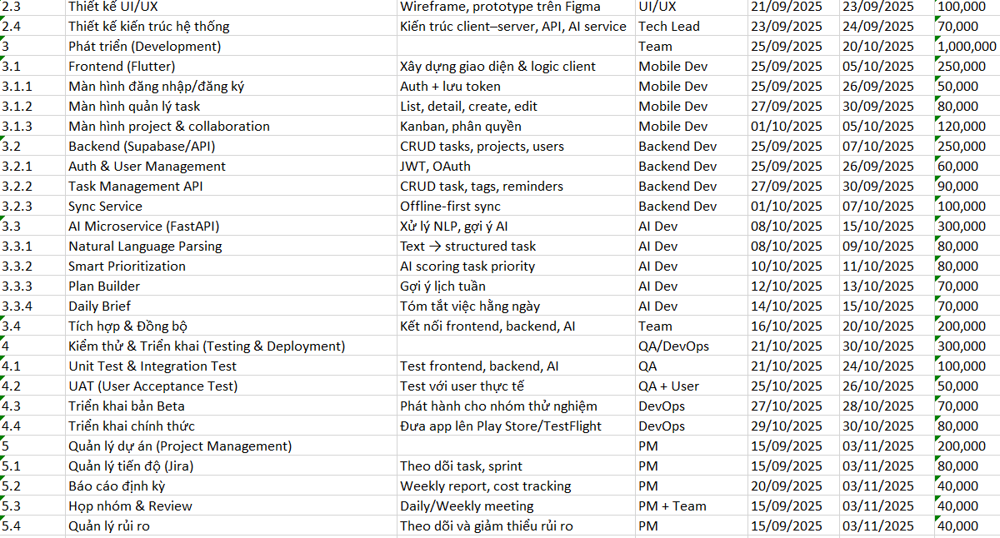 2.3 Thiết kế UI/UX Wireframe, prototype trên Figma UI/UX 21/09/2025 23/09/2025 100,000
2.4 Thiết kế kiến trúc hệ thống Kiến trúc client–server, API, AI service Tech Lead 23/09/2025 24/09/2025 70,000
3 Phát triển (Development) Team 25/09/2025 20/10/2025 1,000,000
3.1 Frontend (Flutter) Xây dựng giao diện & logic client Mobile Dev 25/09/2025 05/10/2025 250,000
3.1.1 Màn hình đăng nhập/đăng ký Auth + lưu token Mobile Dev 25/09/2025 26/09/2025 50,000
3.1.2 Màn hình quản lý task List, detail, create, edit Mobile Dev 27/09/2025 30/09/2025 80,000
3.1.3 Màn hình project & collaboration Kanban, phân quyền Mobile Dev 01/10/2025 05/10/2025 120,000
3.2 Backend (Supabase/API) CRUD tasks, projects, users Backend Dev 25/09/2025 07/10/2025 250,000
3.2.1 Auth & User Management JWT, OAuth Backend Dev 25/09/2025 26/09/2025 60,000
3.2.2 Task Management API CRUD task, tags, reminders Backend Dev 27/09/2025 30/09/2025 90,000
3.2.3 Sync Service Offline-first sync Backend Dev 01/10/2025 07/10/2025 100,000
3.3 AI Microservice (FastAPI) Xử lý NLP, gợi ý AI AI Dev 08/10/2025 15/10/2025 300,000
3.3.1 Natural Language Parsing Text → structured task AI Dev 08/10/2025 09/10/2025 80,000
3.3.2 Smart Prioritization AI scoring task priority AI Dev 10/10/2025 11/10/2025 80,000
3.3.3 Plan Builder Gợi ý lịch tuần AI Dev 12/10/2025 13/10/2025 70,000
3.3.4 Daily Brief Tóm tắt việc hằng ngày AI Dev 14/10/2025 15/10/2025 70,000
3.4 Tích hợp & Đồng bộ Kết nối frontend, backend, AI Team 16/10/2025 20/10/2025 200,000
4 Kiểm thử & Triển khai (Testing & Deployment) QA/DevOps 21/10/2025 30/10/2025 300,000
4.1 Unit Test & Integration Test Test frontend, backend, AI QA 21/10/2025 24/10/2025 100,000
4.2 UAT (User Acceptance Test) Test với user thực tế QA + User 25/10/2025 26/10/2025 50,000
4.3 Triển khai bản Beta Phát hành cho nhóm thử nghiệm DevOps 27/10/2025 28/10/2025 70,000
4.4 Triển khai chính thức Đưa app lên Play Store/TestFlight DevOps 29/10/2025 30/10/2025 80,000
5 Quản lý dự án (Project Management) PM 15/09/2025 03/11/2025 200,000
5.1 Quản lý tiến độ (Jira) Theo dõi task, sprint PM 15/09/2025 03/11/2025 80,000
5.2 Báo cáo định kỳ Weekly report, cost tracking PM 20/09/2025 03/11/2025 40,000
5.3 Họp nhóm & Review Daily/Weekly meeting PM + Team 15/09/2025 03/11/2025 40,000
5.4 Quản lý rủi ro Theo dõi và giảm thiểu rủi ro PM 15/09/2025 03/11/2025 40,000